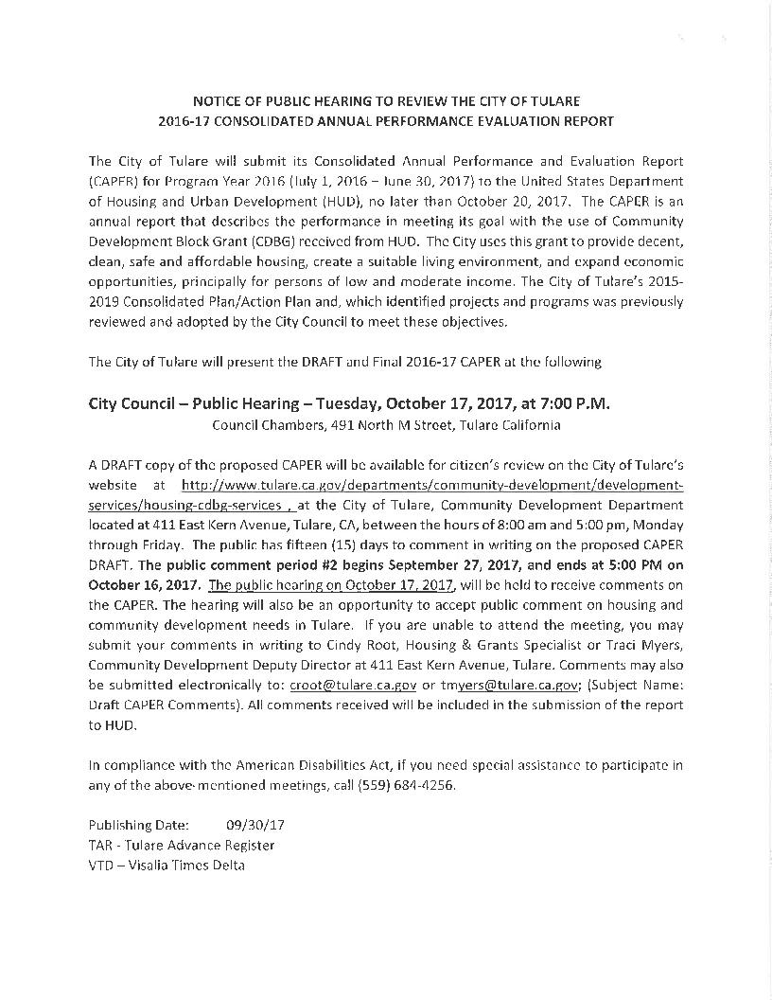 NOTICE OF PUBLIC HEARING TO REVIEW THE CITY OF TULARE
2016-17 CONSOLIDATED ANNUAL PERFORMANCE EVALUATION REPORT
The City of Tulare will submit its Consolidated Annual Performance and Evaluation Report
(CAPER) for Program Year 2016 (July 1, 2016 – June 30, 2017) to the United States Department
of Housing and Urban Development (HUD), no later than October 20, 2017. The CAPER is an
annual report that describes the performance in meeting its goal with the use of Community
Development Block Grant (CDBG) received from HUD. The City uses this grant to provide decent,
clean, safe and affordable housing, create a suitable living environment, and expand economic
opportunities, principally for persons of low and moderate income. The City of Tulare's 2015-
2019 Consolidated Plan/Action Plan and, which identified projects and programs was previously
reviewed and adopted by the City Council to meet these objectives.
The City of Tulare will present the DRAFT and Final 2016-17 CAPER at the following
City Council – Public Hearing – Tuesday, October 17, 2017, at 7:00 P.M.
Council Chambers, 491 North M Street, Tulare California
A DRAFT copy of the proposed CAPER will be available for citizen's review on the City of Tulare's
website at http://www.tulare.ca.gov/departments/community-development/development-
services/housing-cdbg-services , at the City of Tulare, Community Development Department
located at 411 East Kern Avenue, Tulare, CA, between the hours of 8:00 am and 5:00 pm, Monday
through Friday. The public has fifteen (15) days to comment in writing on the proposed CAPER
DRAFT. The public comment period #2 begins September 27, 2017, and ends at 5:00 PM on
October 16, 2017. The public hearing on October 17, 2017, will be held to receive comments on
the CAPER. The hearing will also be an opportunity to accept public comment on housing and
community development needs in Tulare. If you are unable to attend the meeting, you may
submit your comments in writing to Cindy Root, Housing & Grants Specialist or Traci Myers,
Community Development Deputy Director at 411 East Kern Avenue, Tulare. Comments may also
be submitted electronically to: croot@tulare.ca.gov or tmyers@tulare.ca.gov; (Subject Name:
Draft CAPER Comments). All comments received will be included in the submission of the report
to HUD.
In compliance with the American Disabilities Act, if you need special assistance to participate in
any of the above-mentioned meetings, call (559) 684-4256.
Publishing Date: 09/30/17
TAR - Tulare Advance Register
VTD – Visalia Times Delta